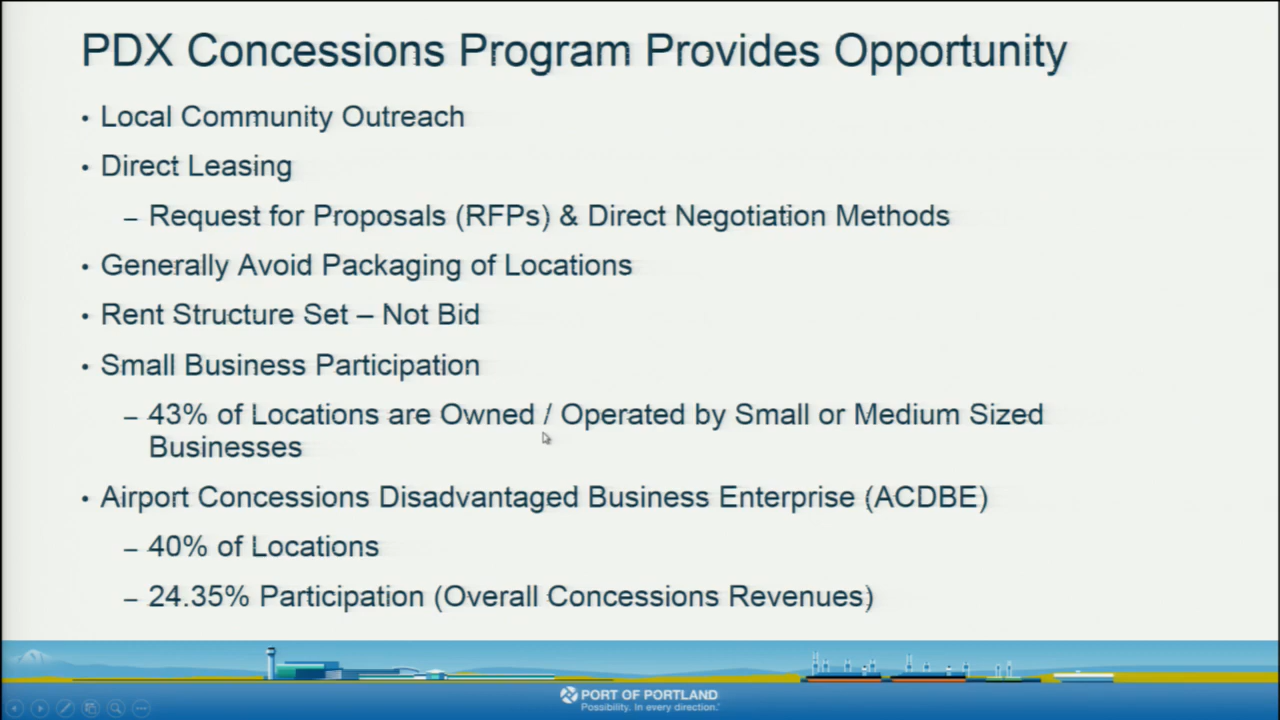 PDX Concessions Program Provides Opportunity
• Local Community Outreach
• Direct Leasing
– Request for Proposals (RFPs) & Direct Negotiation Methods
• Generally Avoid Packaging of Locations
• Rent Structure Set – Not Bid
• Small Business Participation
– 43% of Locations are Owned / Operated by Small or Medium Sized
Businesses
• Airport Concessions Disadvantaged Business Enterprise (ACDBE)
– 40% of Locations
– 24.35% Participation (Overall Concessions Revenues)
PORT OF PORTLAND
Possibility. In every direction.